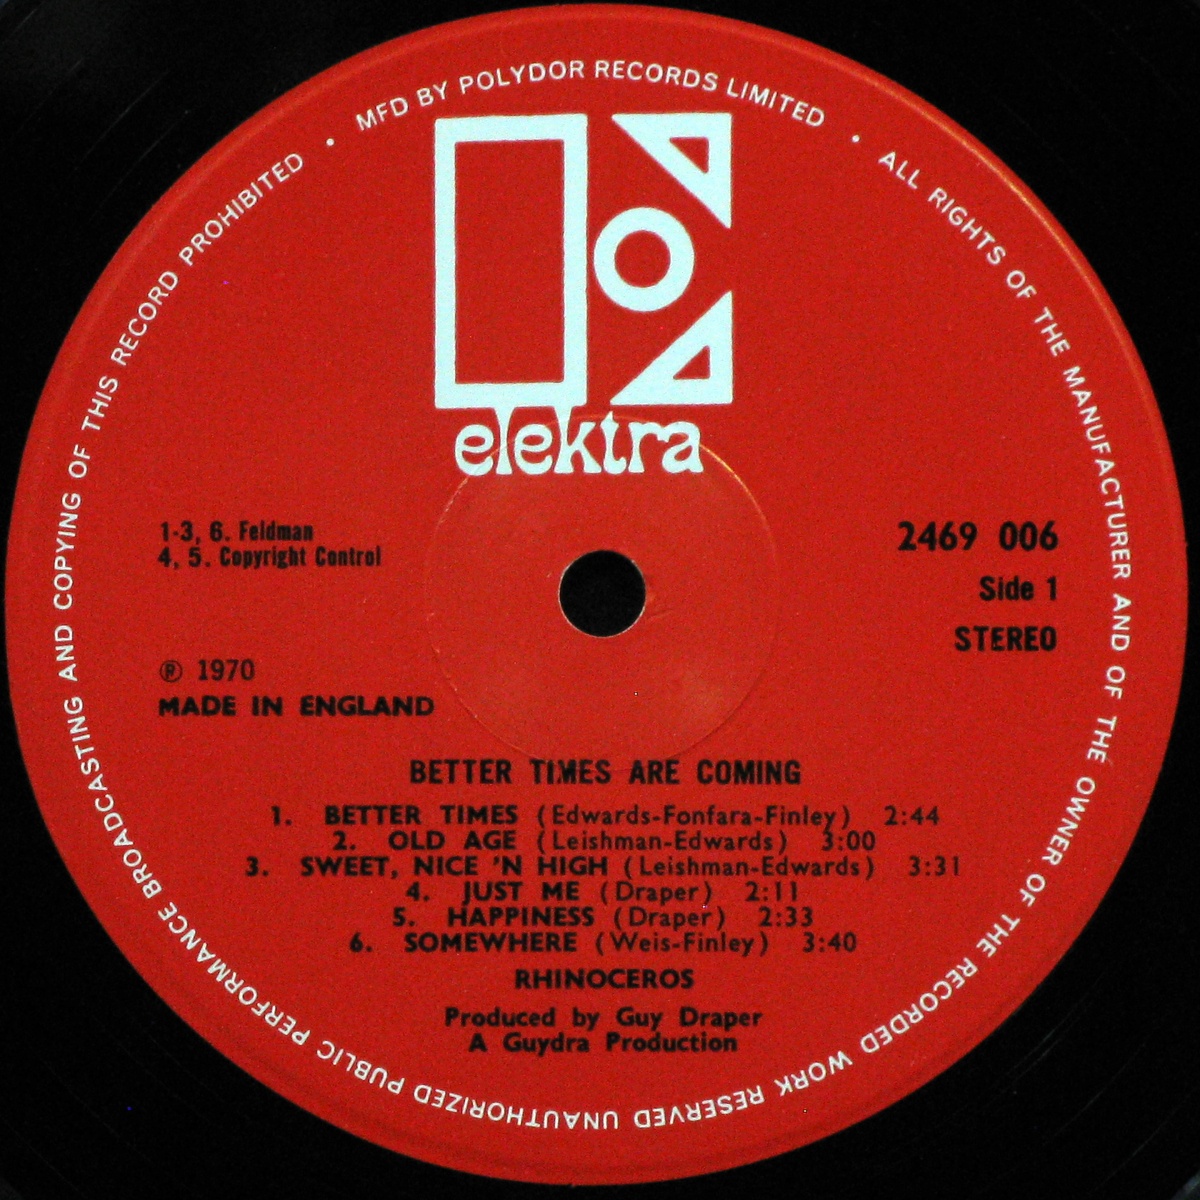 MFD BY POLYDOR RECORDS LIMITED • ALL RIGHTS OF THE MANUFACTURER AND OF THE OWNER OF THE RECORDED WORK RESERVED UNAUTHORIZED PUBLIC PERFORMANCE BROADCASTING AND COPYING OF THIS RECORD PROHIBITED •
elektra
1-3, 6. Feldman
4, 5. Copyright Control
℗ 1970
MADE IN ENGLAND
2469 006
Side 1
STEREO
BETTER TIMES ARE COMING
1. BETTER TIMES (Edwards-Fonfara-Finley) 2:44
2. OLD AGE (Leishman-Edwards) 3:00
3. SWEET, NICE 'N HIGH (Leishman-Edwards) 3:31
4. JUST ME (Draper) 2:11
5. HAPPINESS (Draper) 2:33
6. SOMEWHERE (Weis-Finley) 3:40
RHINOCEROS
Produced by Guy Draper
A Guydra Production